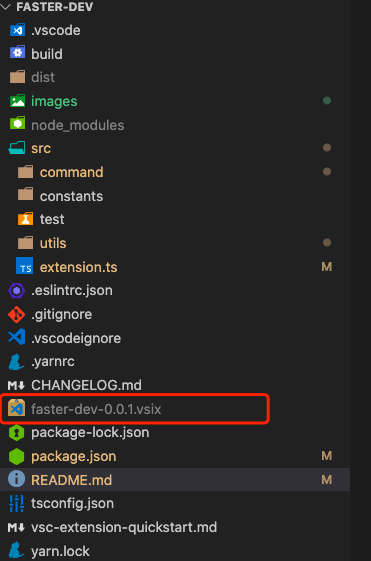 FASTER-DEV
.vscode
build
dist
images
node_modules
src
command
constants
test
utils
TS extension.ts M
.eslintrc.json
.gitignore
.vscodeignore
.yarnrc
M↓ CHANGELOG.md
faster-dev-0.0.1.vsix
package-lock.json
package.json M
README.md M
tsconfig.json
M↓ vsc-extension-quickstart.md
yarn.lock